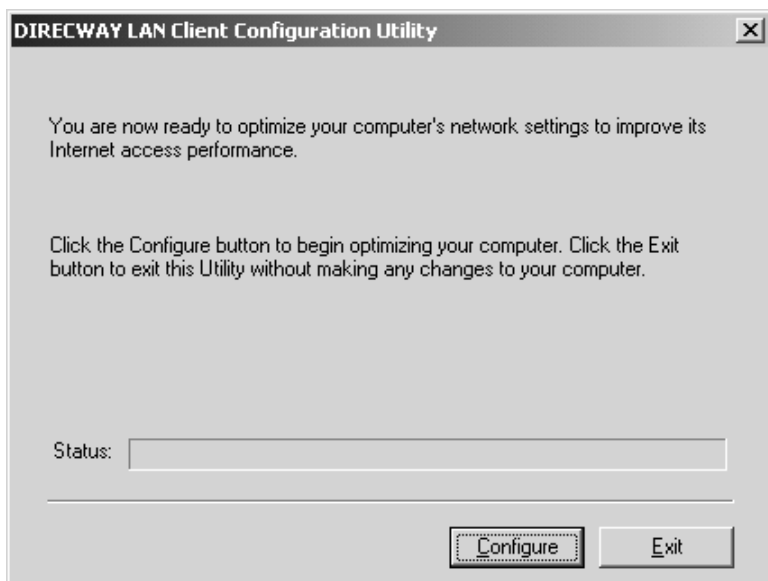 DIRECWAY LAN Client Configuration Utility
You are now ready to optimize your computer's network settings to improve its
Internet access performance.
Click the Configure button to begin optimizing your computer. Click the Exit
button to exit this Utility without making any changes to your computer.
Status:
Configure Exit